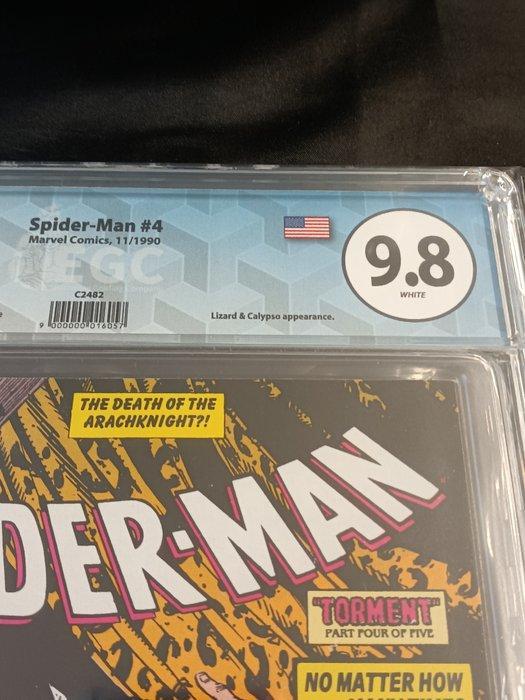 Spider-Man #4
Marvel Comics, 11/1990
EGC
C2482
9 000000 016057
Lizard & Calypso appearance.
9.8
WHITE
THE DEATH OF THE
ARACHKNIGHT?!
DER-MAN
"TORMENT"
PART FOUR OF FIVE
NO MATTER HOW